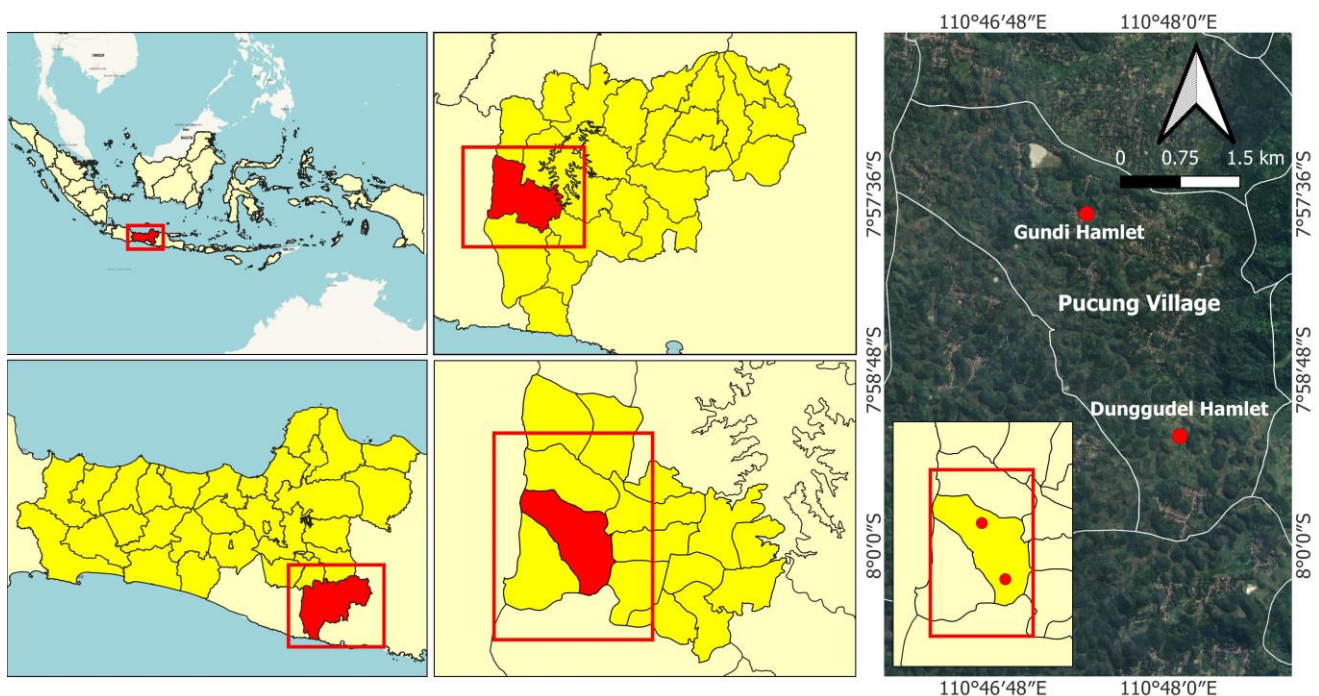 110°46′48″E 110°48′0″E
0 0.75 1.5 km
7°57′36″S 7°57′36″S
Gundi Hamlet
Pucung Village
7°58′48″S 7°58′48″S
Dunggudel Hamlet
8°0′0″S 8°0′0″S
110°46′48″E 110°48′0″E